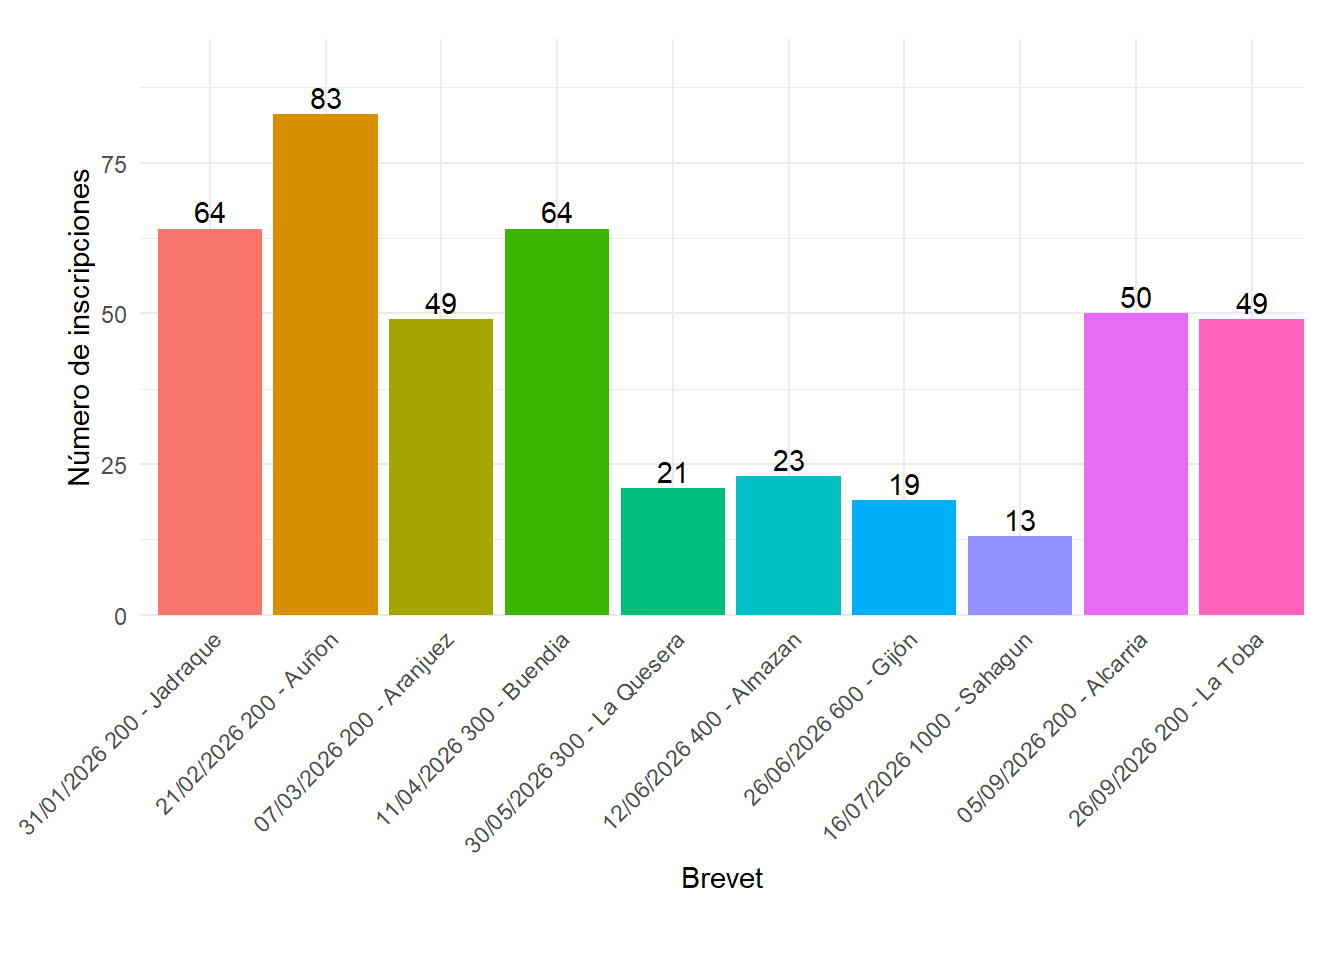 Número de inscripciones
75
50
25
0
64
83
49
64
21
23
19
13
50
49
31/01/2026 200 - Jadraque
21/02/2026 200 - Auñon
07/03/2026 200 - Aranjuez
11/04/2026 300 - Buendia
30/05/2026 300 - La Quesera
12/06/2026 400 - Almazan
26/06/2026 600 - Gijón
16/07/2026 1000 - Sahagun
05/09/2026 200 - Alcarria
26/09/2026 200 - La Toba
Brevet